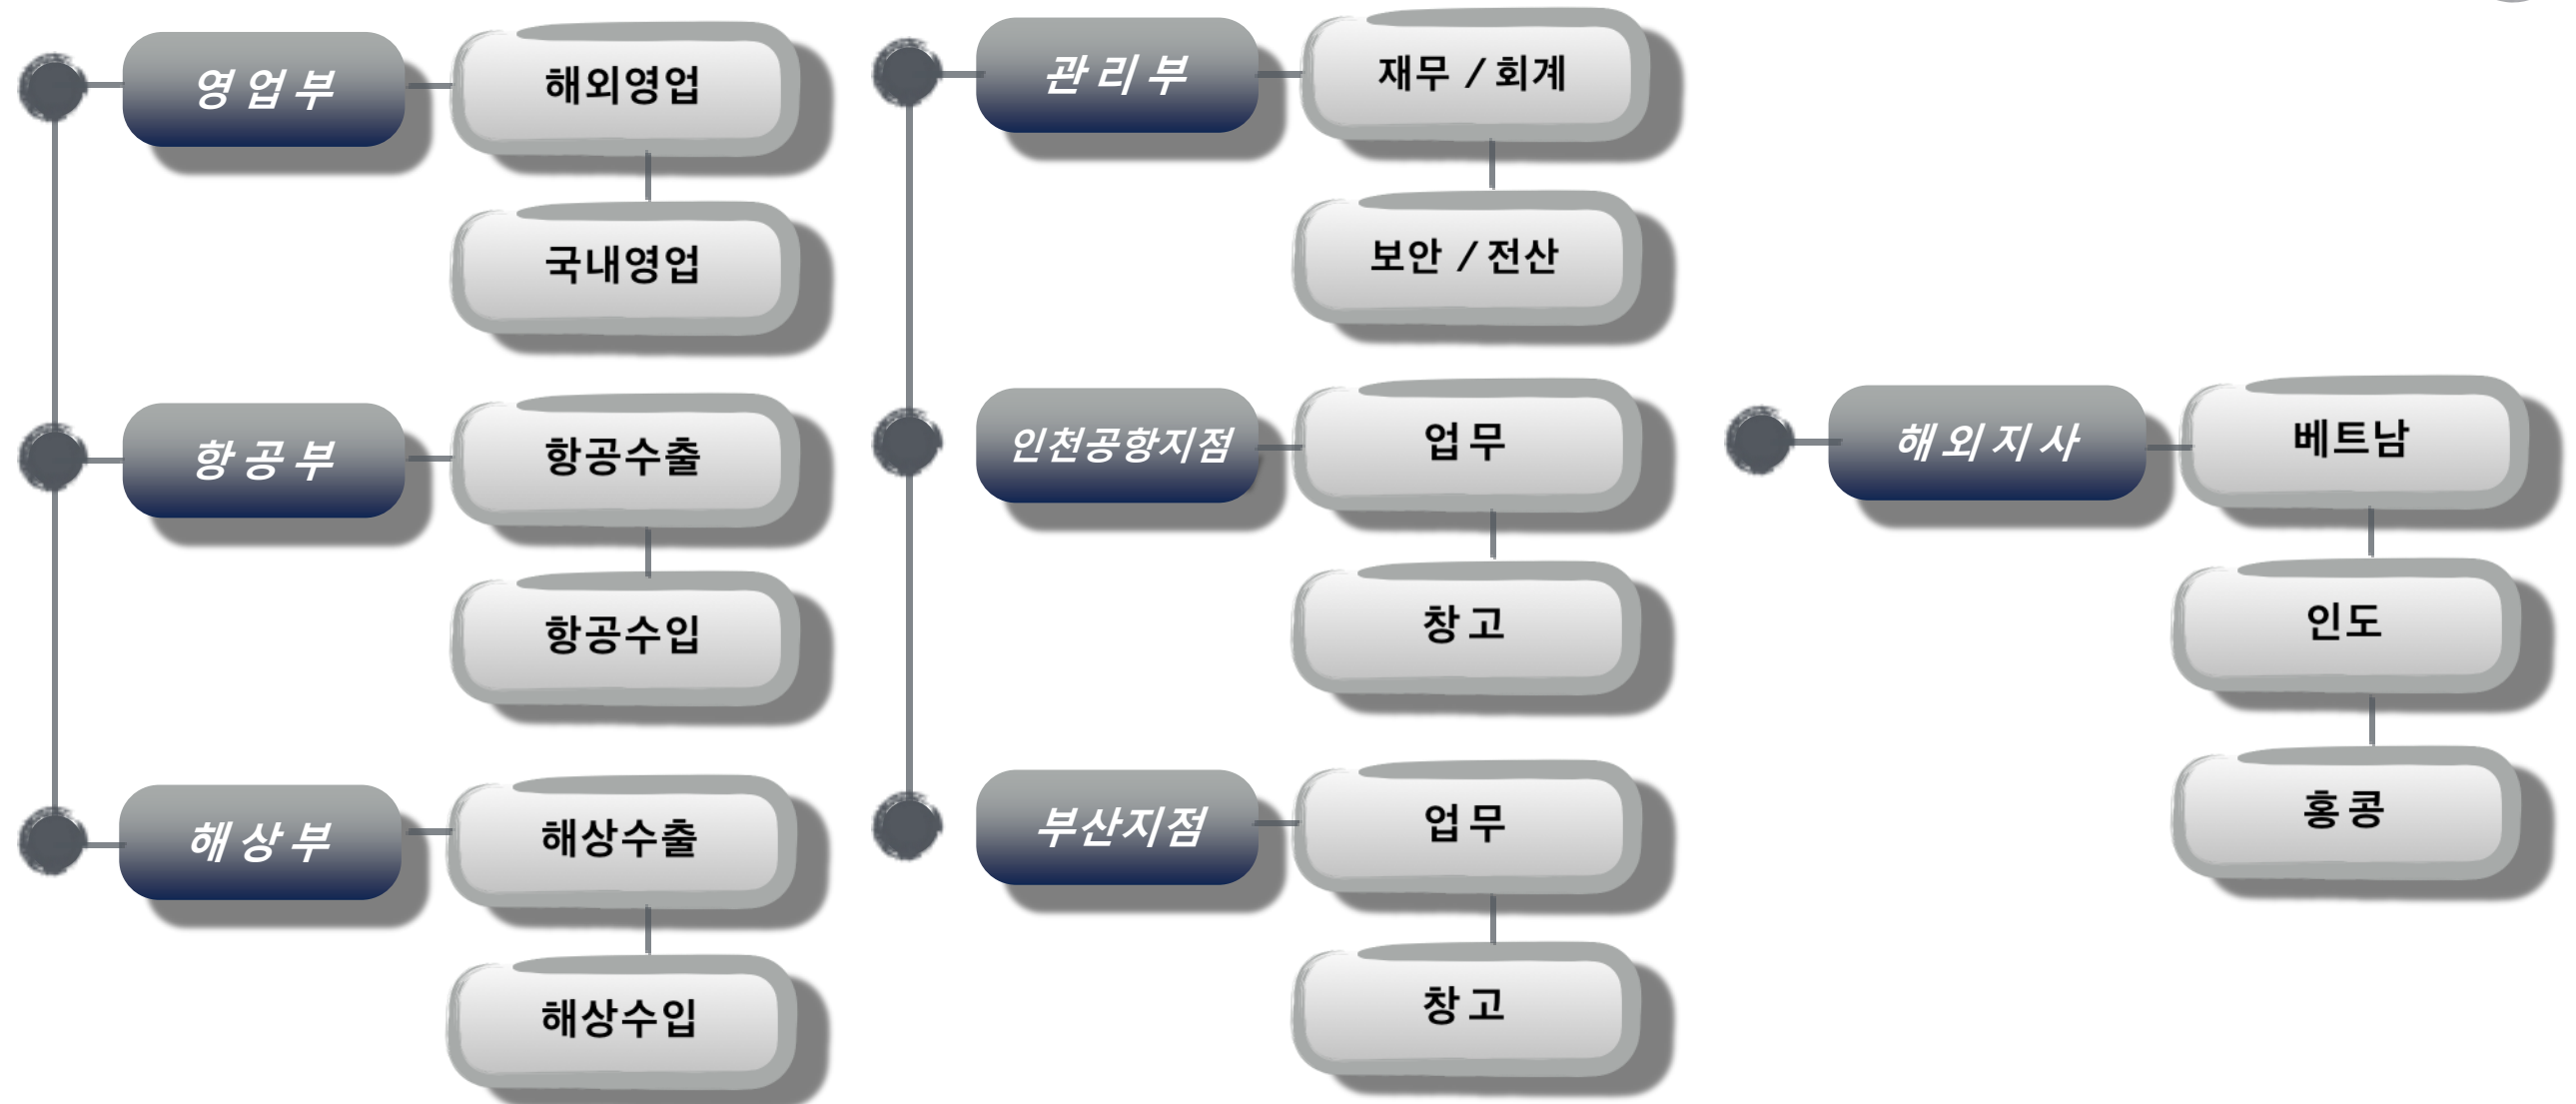 영 업 부
해외영업
국내영업
항 공 부
항공수출
항공수입
해 상 부
해상수출
해상수입
관 리 부
재무 / 회계
보안 / 전산
인천공항지점
업 무
창 고
부산지점
업 무
창 고
해 외 지 사
베트남
인도
홍 콩